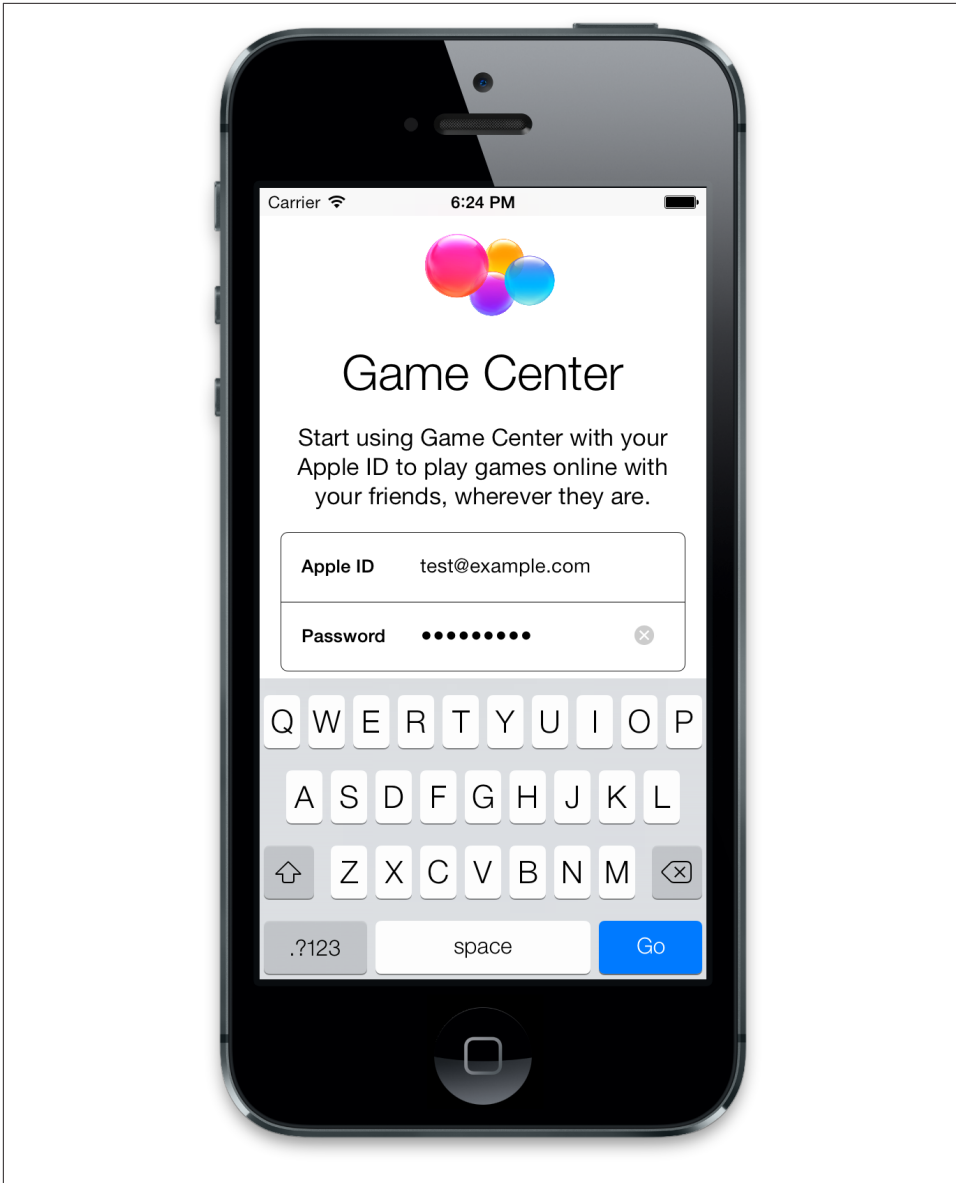 Carrier 6:24 PM
Game Center
Start using Game Center with your
Apple ID to play games online with
your friends, wherever they are.
Apple ID test@example.com
Password •••••••••
Q W E R T Y U I O P
A S D F G H J K L
Z X C V B N M
.?123 space Go